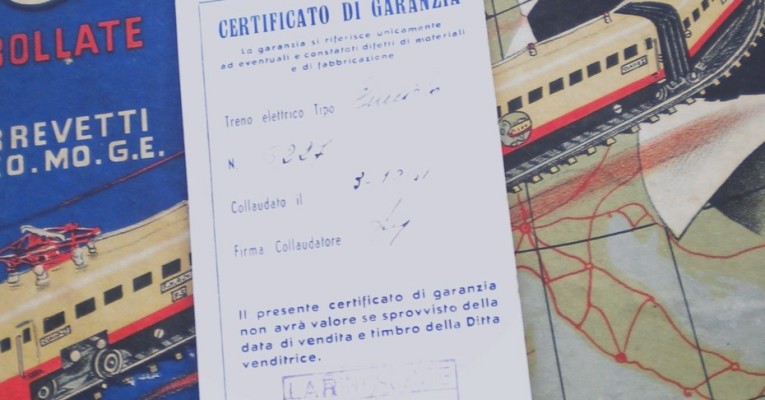 BOLLATE
BREVETTI
CO.MO.G.E.
CERTIFICATO DI GARANZIA
La garanzia si riferisce unicamente
ad eventuali e constatati difetti di materiali
e di fabbricazione
Treno elettrico Tipo
N.
Collaudato il
Firma Collaudatore
Il presente certificato di garanzia
non avrà valore se sprovvisto della
data di vendita e timbro della Ditta
venditrice.